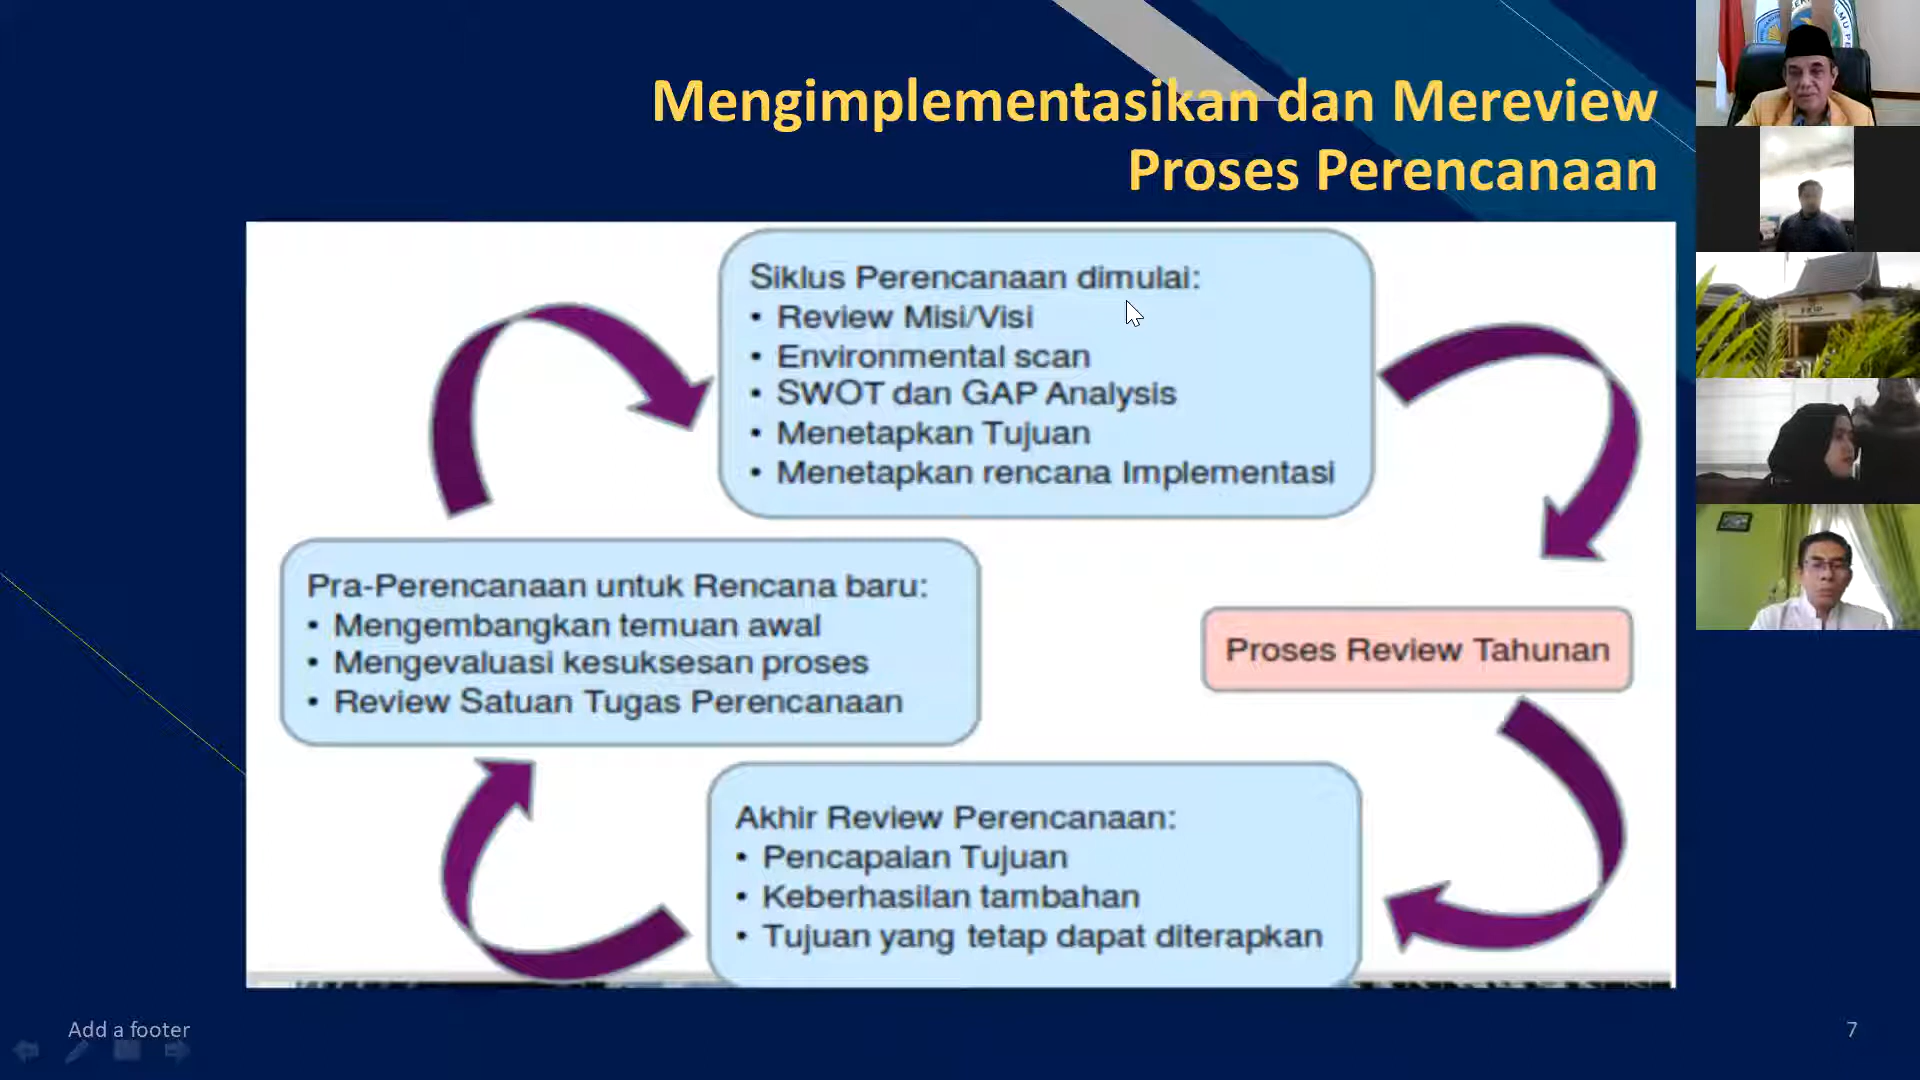 Mengimplementasikan dan Mereview
Proses Perencanaan
Siklus Perencanaan dimulai:
• Review Misi/Visi
• Environmental scan
• SWOT dan GAP Analysis
• Menetapkan Tujuan
• Menetapkan rencana Implementasi
Pra-Perencanaan untuk Rencana baru:
• Mengembangkan temuan awal
• Mengevaluasi kesuksesan proses
• Review Satuan Tugas Perencanaan
Proses Review Tahunan
Akhir Review Perencanaan:
• Pencapaian Tujuan
• Keberhasilan tambahan
• Tujuan yang tetap dapat diterapkan
Add a footer
7